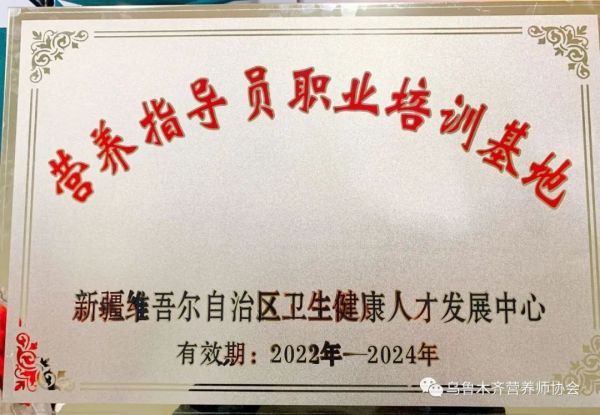 营养指导员职业培训基地
新疆维吾尔自治区卫生健康人才发展中心
有效期：2022年—2024年
乌鲁木齐营养师协会